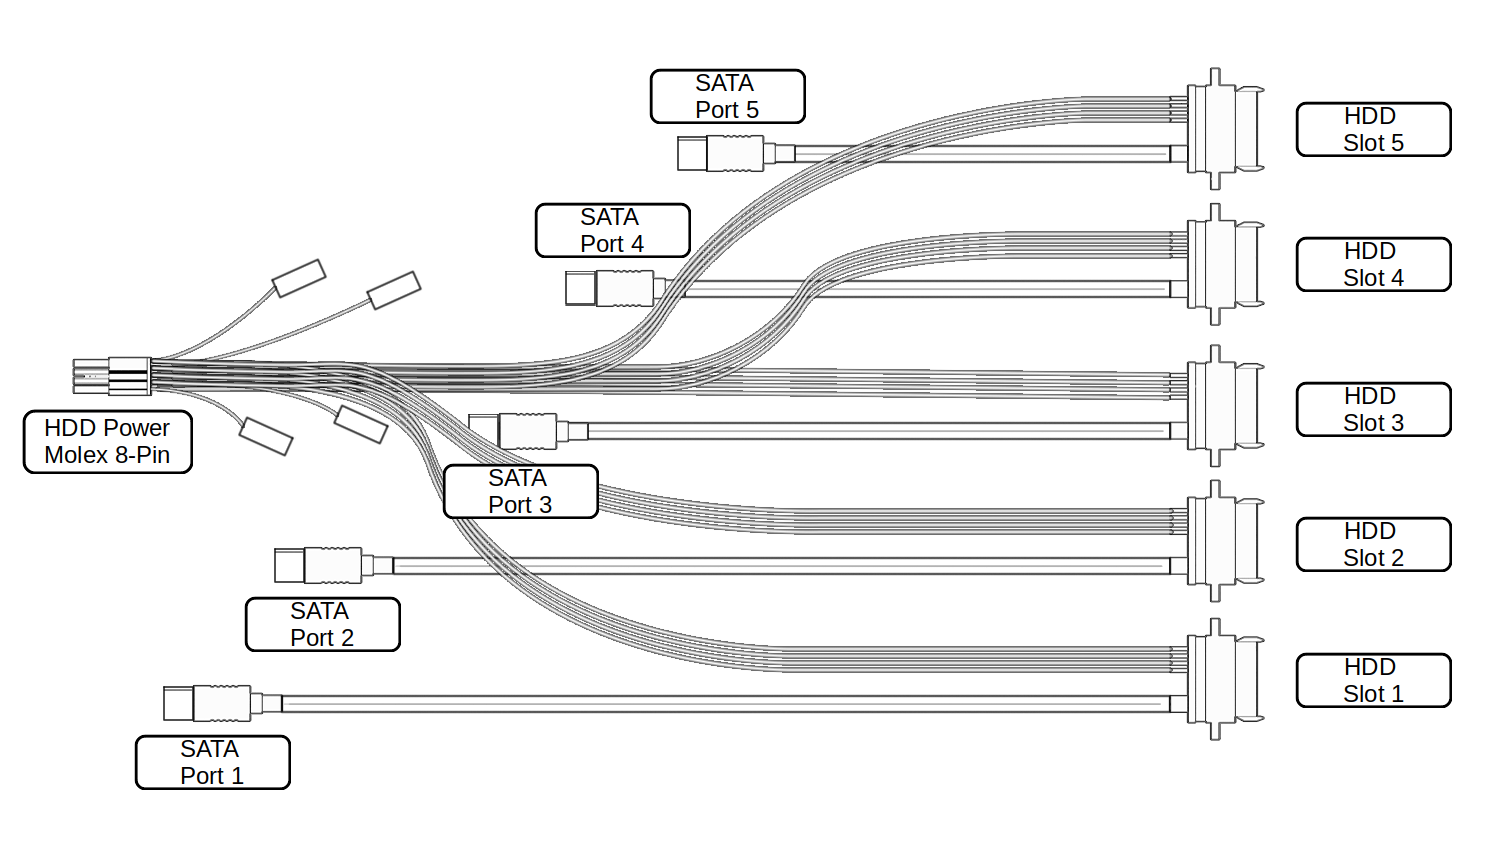 SATA
Port 5
HDD
Slot 5
SATA
Port 4
HDD
Slot 4
HDD Power
Molex 8-Pin
HDD
Slot 3
SATA
Port 3
HDD
Slot 2
SATA
Port 2
HDD
Slot 1
SATA
Port 1